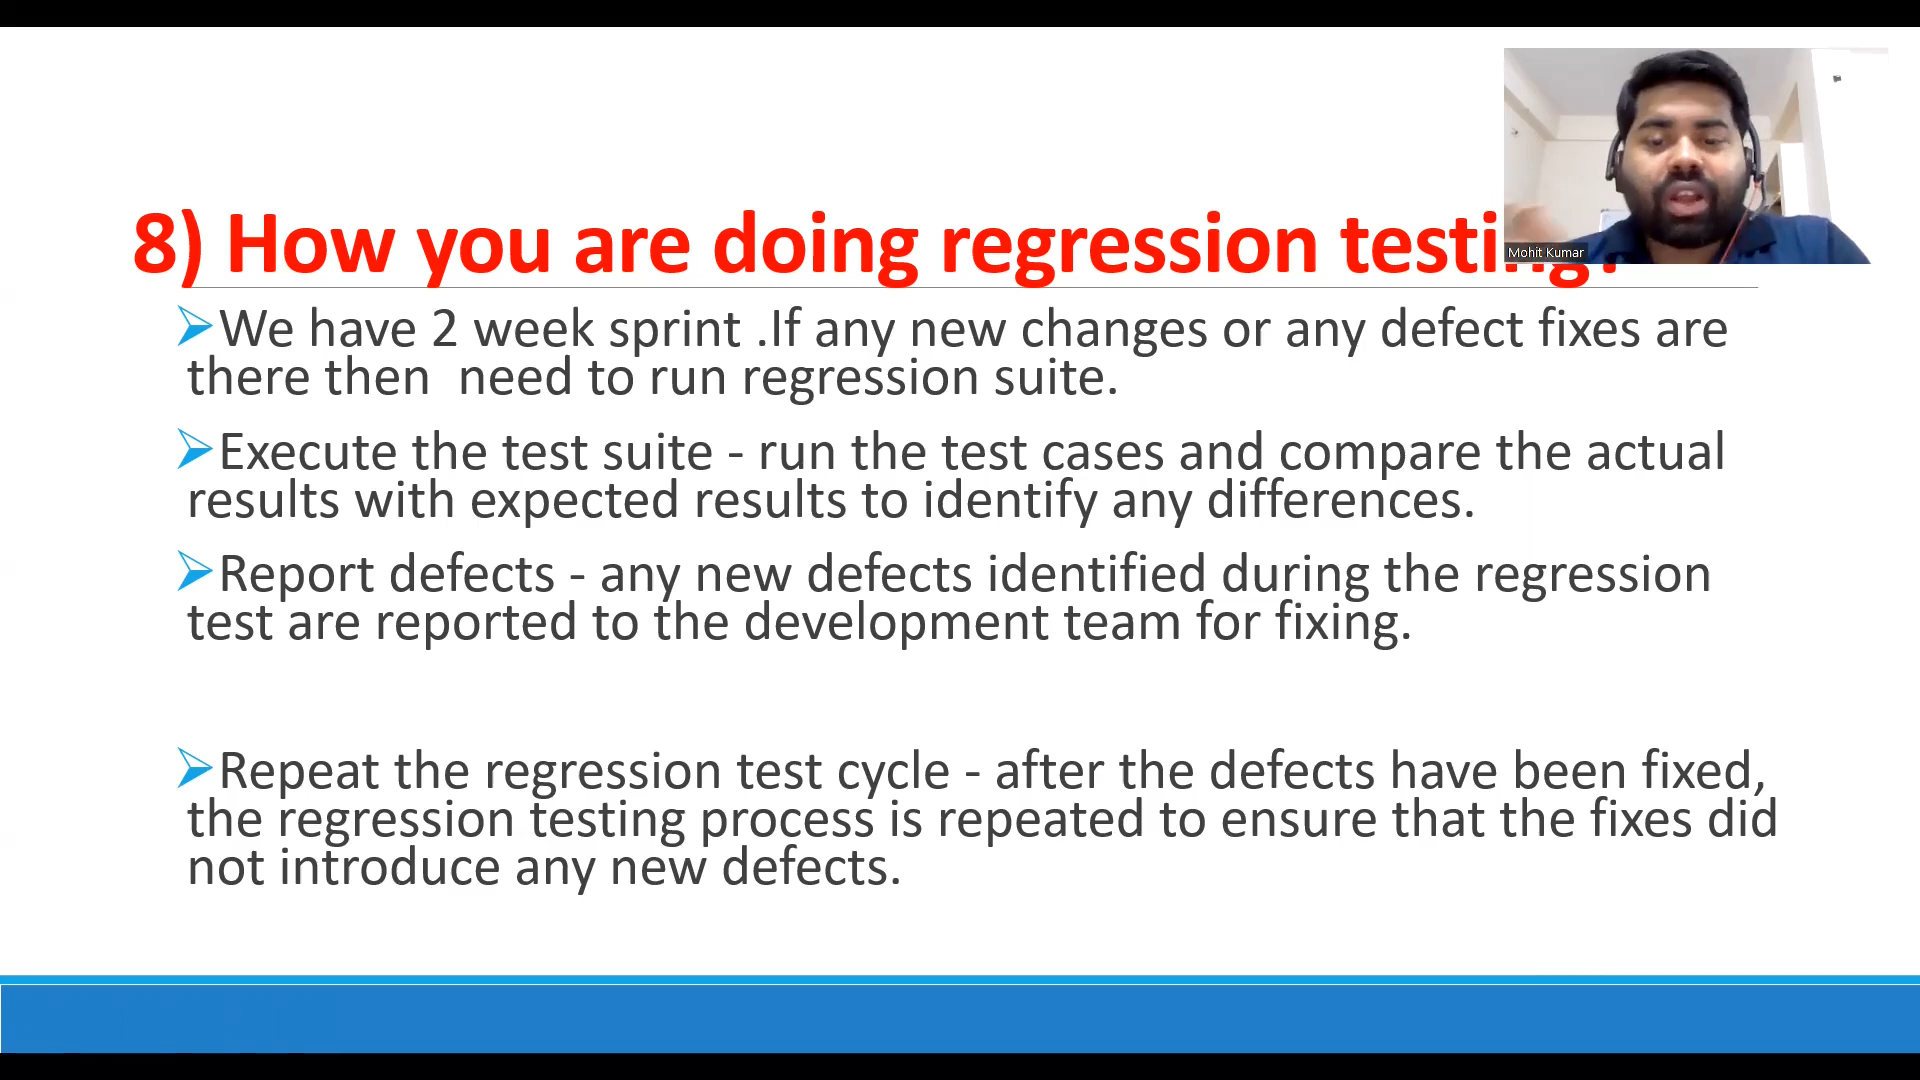 8) How you are doing regression testing?
Mohit Kumar
We have 2 week sprint .If any new changes or any defect fixes are
there then  need to run regression suite.
Execute the test suite - run the test cases and compare the actual
results with expected results to identify any differences.
Report defects - any new defects identified during the regression
test are reported to the development team for fixing.
Repeat the regression test cycle - after the defects have been fixed,
the regression testing process is repeated to ensure that the fixes did
not introduce any new defects.